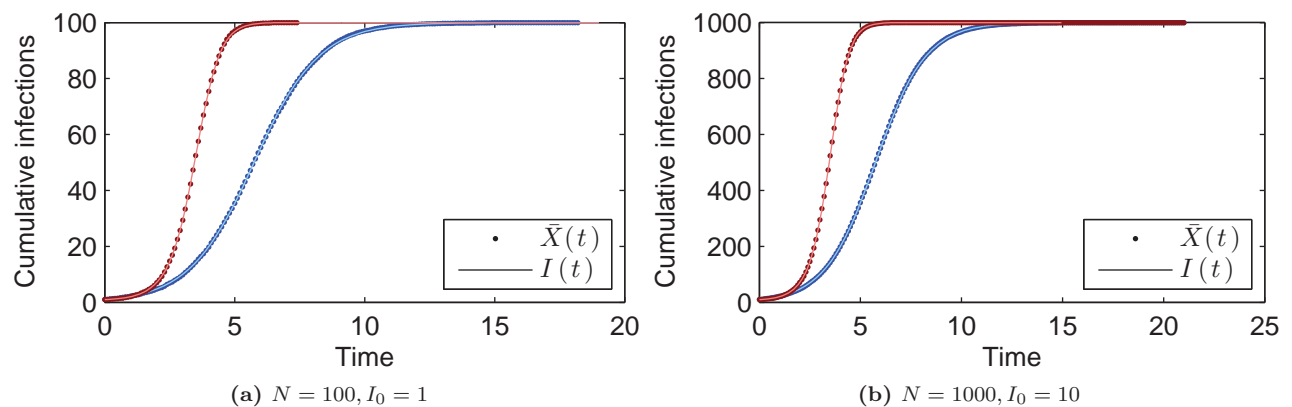 100
80
60
40
20
0
0 5 10 15 20
Cumulative infections
Time
X̄(t)
I(t)
(a) N = 100, I₀ = 1
1000
800
600
400
200
0
0 5 10 15 20 25
Cumulative infections
Time
X̄(t)
I(t)
(b) N = 1000, I₀ = 10